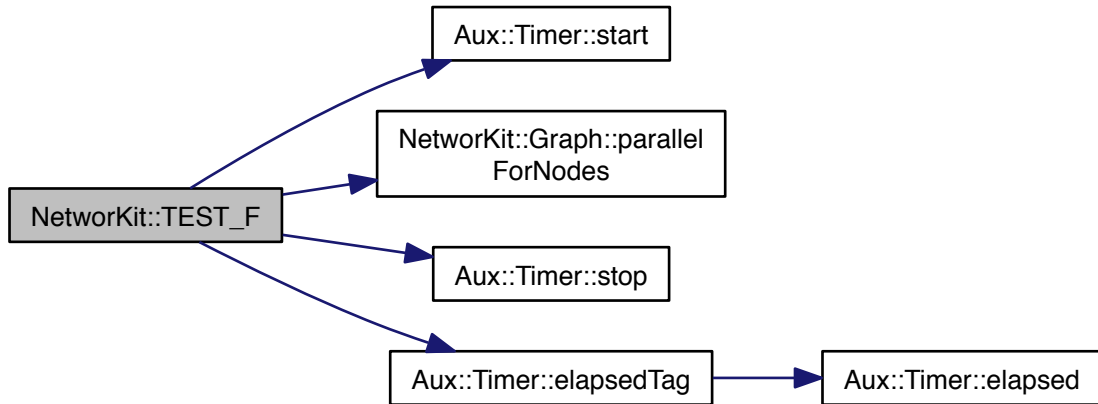 Aux::Timer::start
NetworKit::Graph::parallel
ForNodes
NetworKit::TEST_F
Aux::Timer::stop
Aux::Timer::elapsedTag
Aux::Timer::elapsed